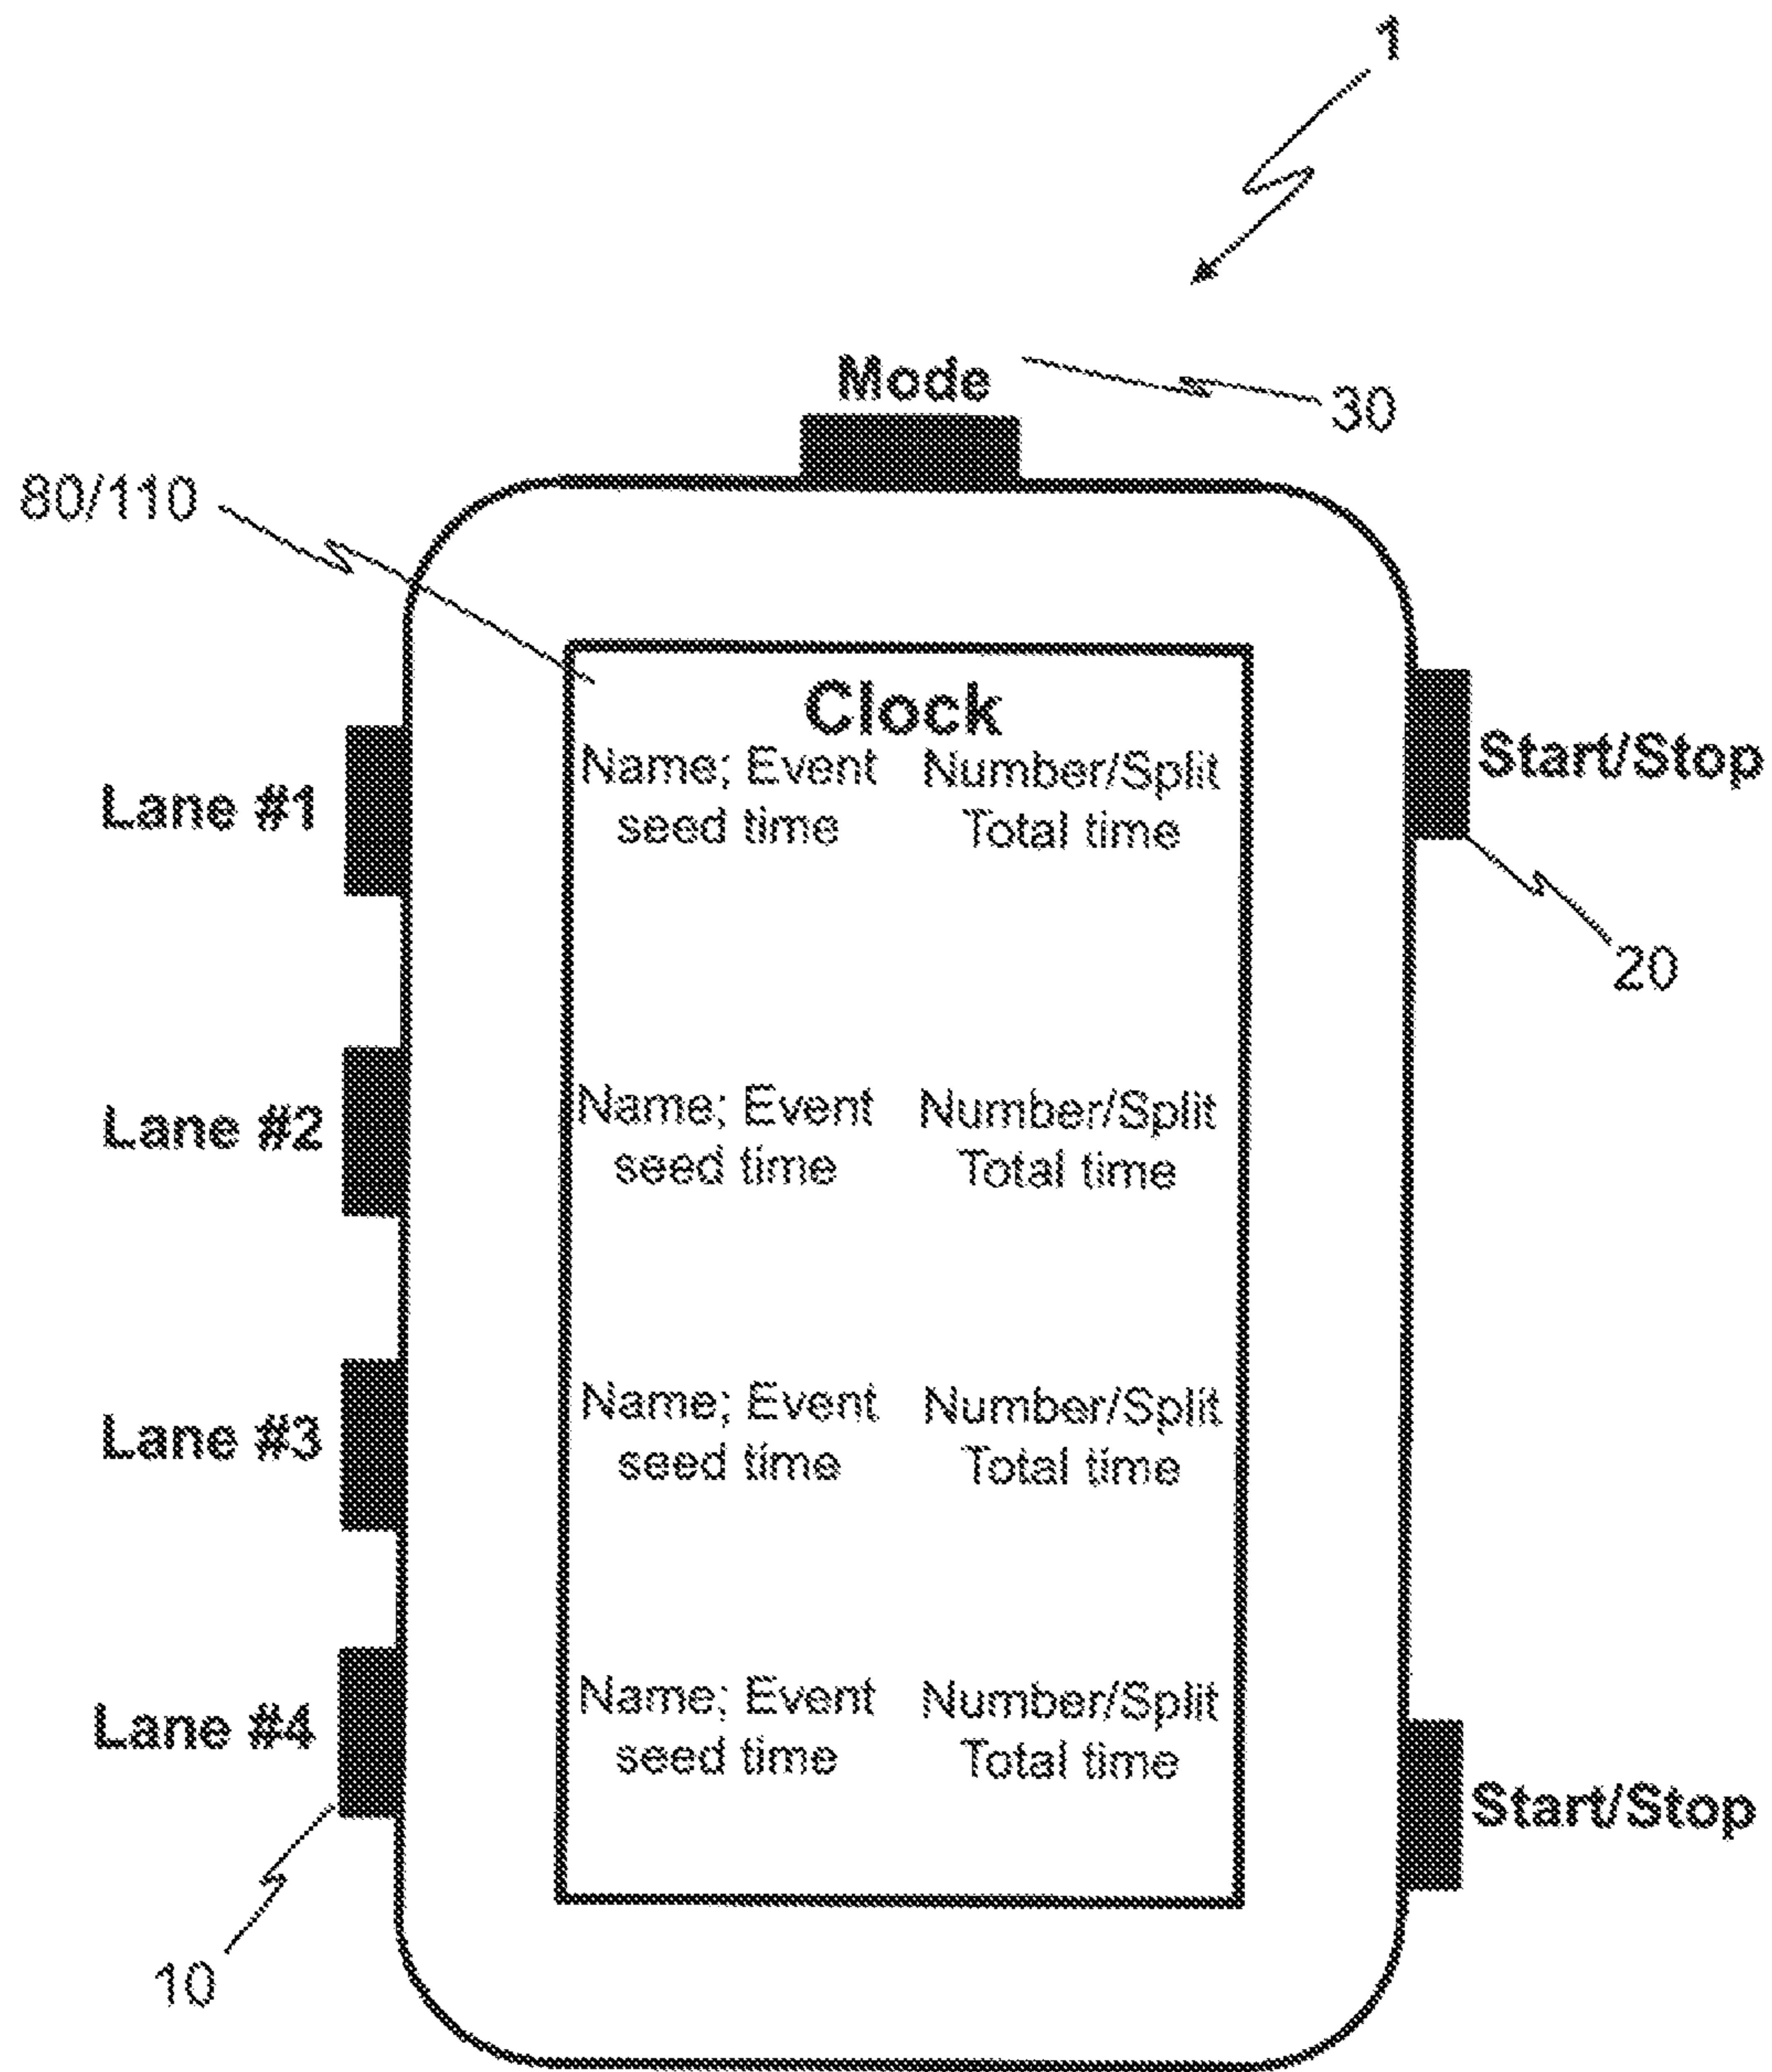 1
Mode
30
80/110
Clock
Name; Event Number/Split
seed time Total time
Lane #1
Start/Stop
20
Name; Event Number/Split
seed time Total time
Lane #2
Name; Event Number/Split
seed time Total time
Lane #3
Name; Event Number/Split
seed time Total time
Lane #4
Start/Stop
10